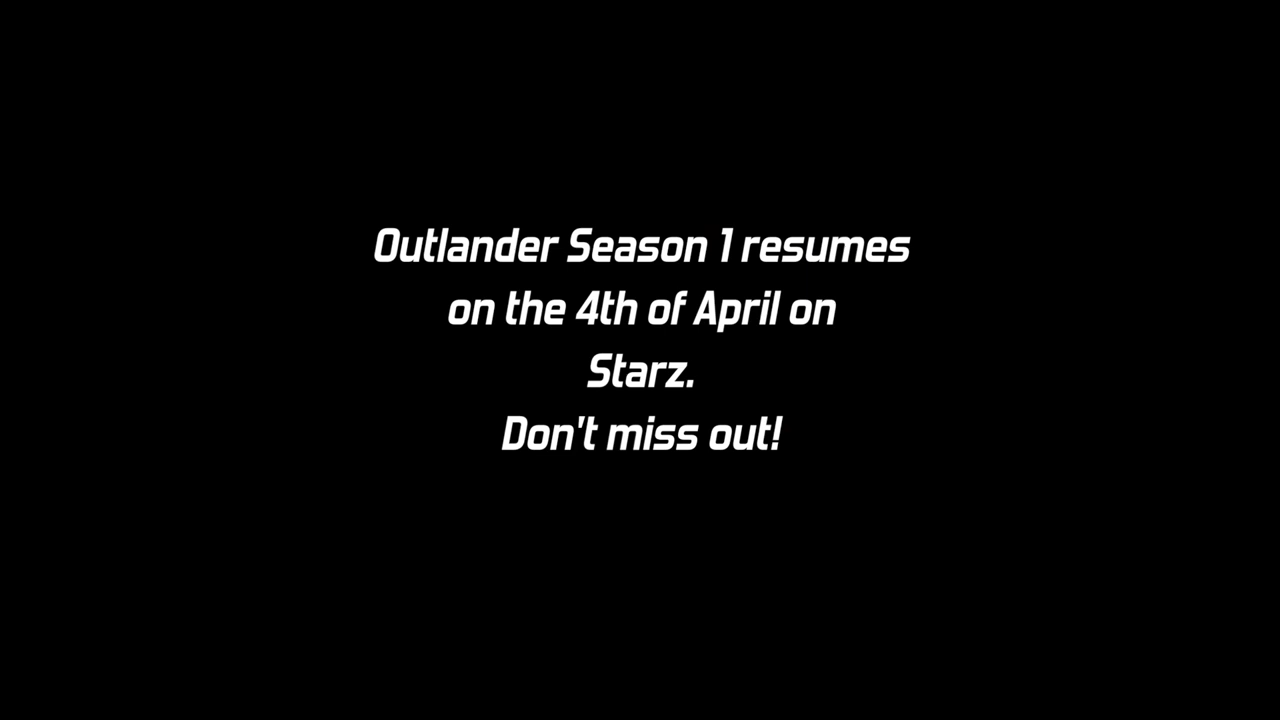 Outlander Season 1 resumes
on the 4th of April on
Starz.
Don't miss out!